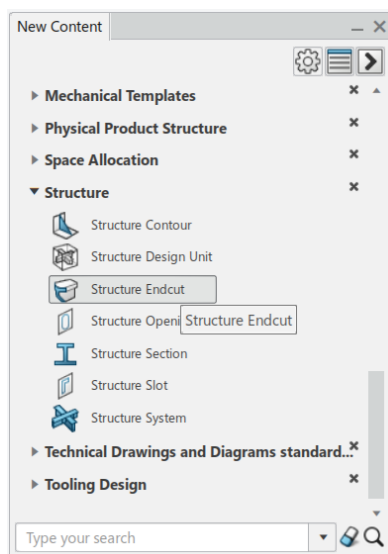 New Content
Mechanical Templates
Physical Product Structure
Space Allocation
Structure
Structure Contour
Structure Design Unit
Structure Endcut
Structure Openi
Structure Endcut
Structure Section
Structure Slot
Structure System
Technical Drawings and Diagrams standard...
Tooling Design
Type your search